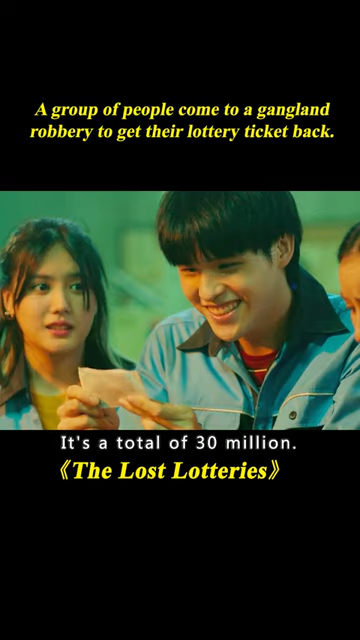 A group of people come to a gangland
robbery to get their lottery ticket back.
It's a total of 30 million.
《The Lost Lotteries》